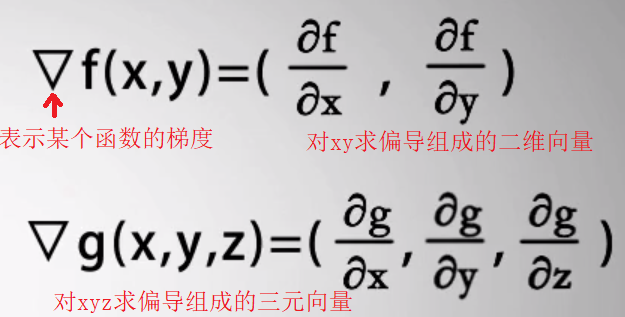 ∇f(x,y)=( ∂f/∂x , ∂f/∂y )
表示某个函数的梯度
对xy求偏导组成的二维向量
∇g(x,y,z)=( ∂g/∂x , ∂g/∂y , ∂g/∂z )
对xyz求偏导组成的三元向量